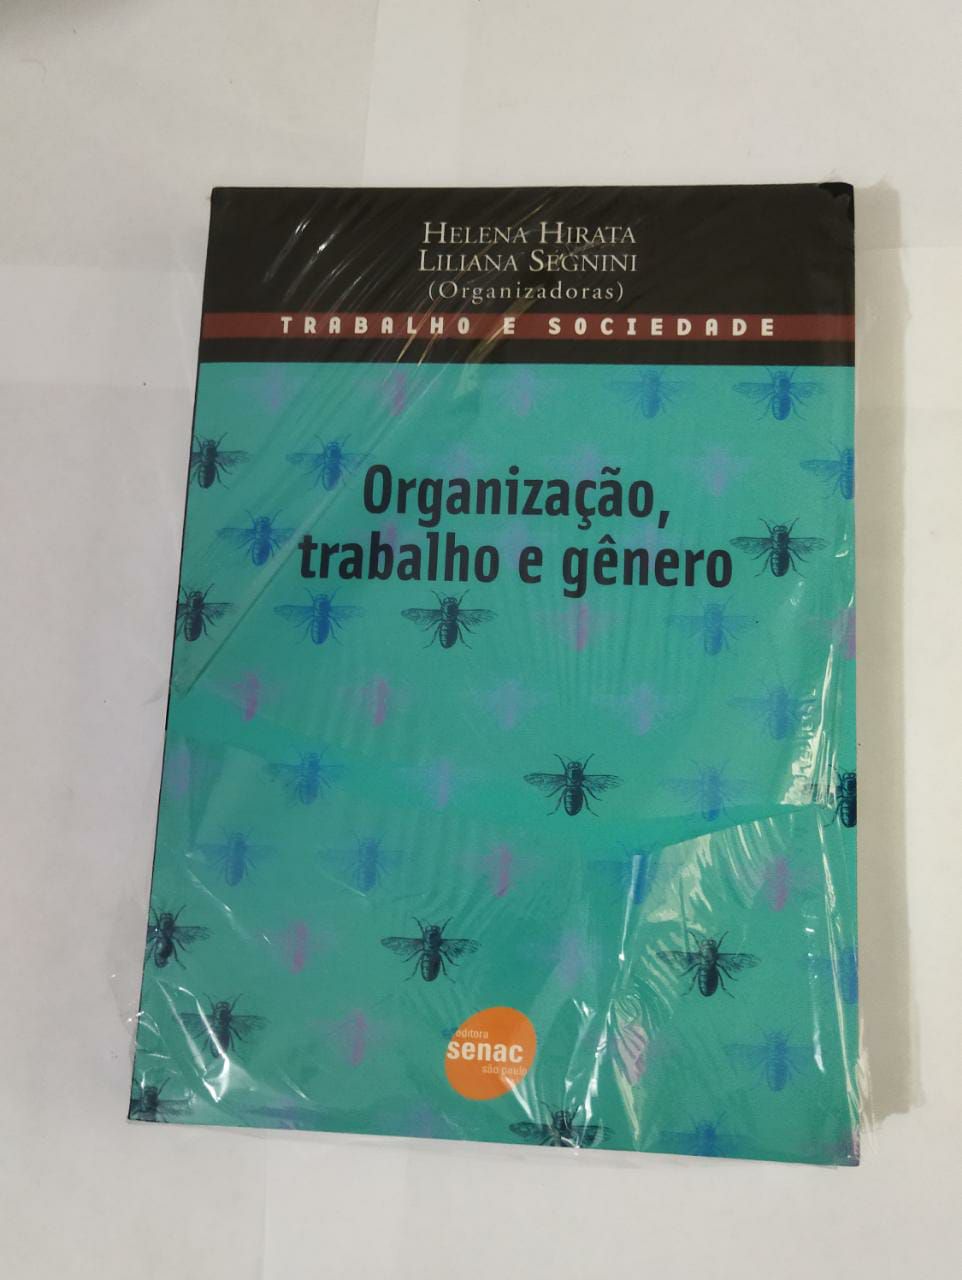 HELENA HIRATA
LILIANA SEGNINI
(Organizadoras)
TRABALHO E SOCIEDADE
Organização,
trabalho e gênero
editora
senac
são paulo